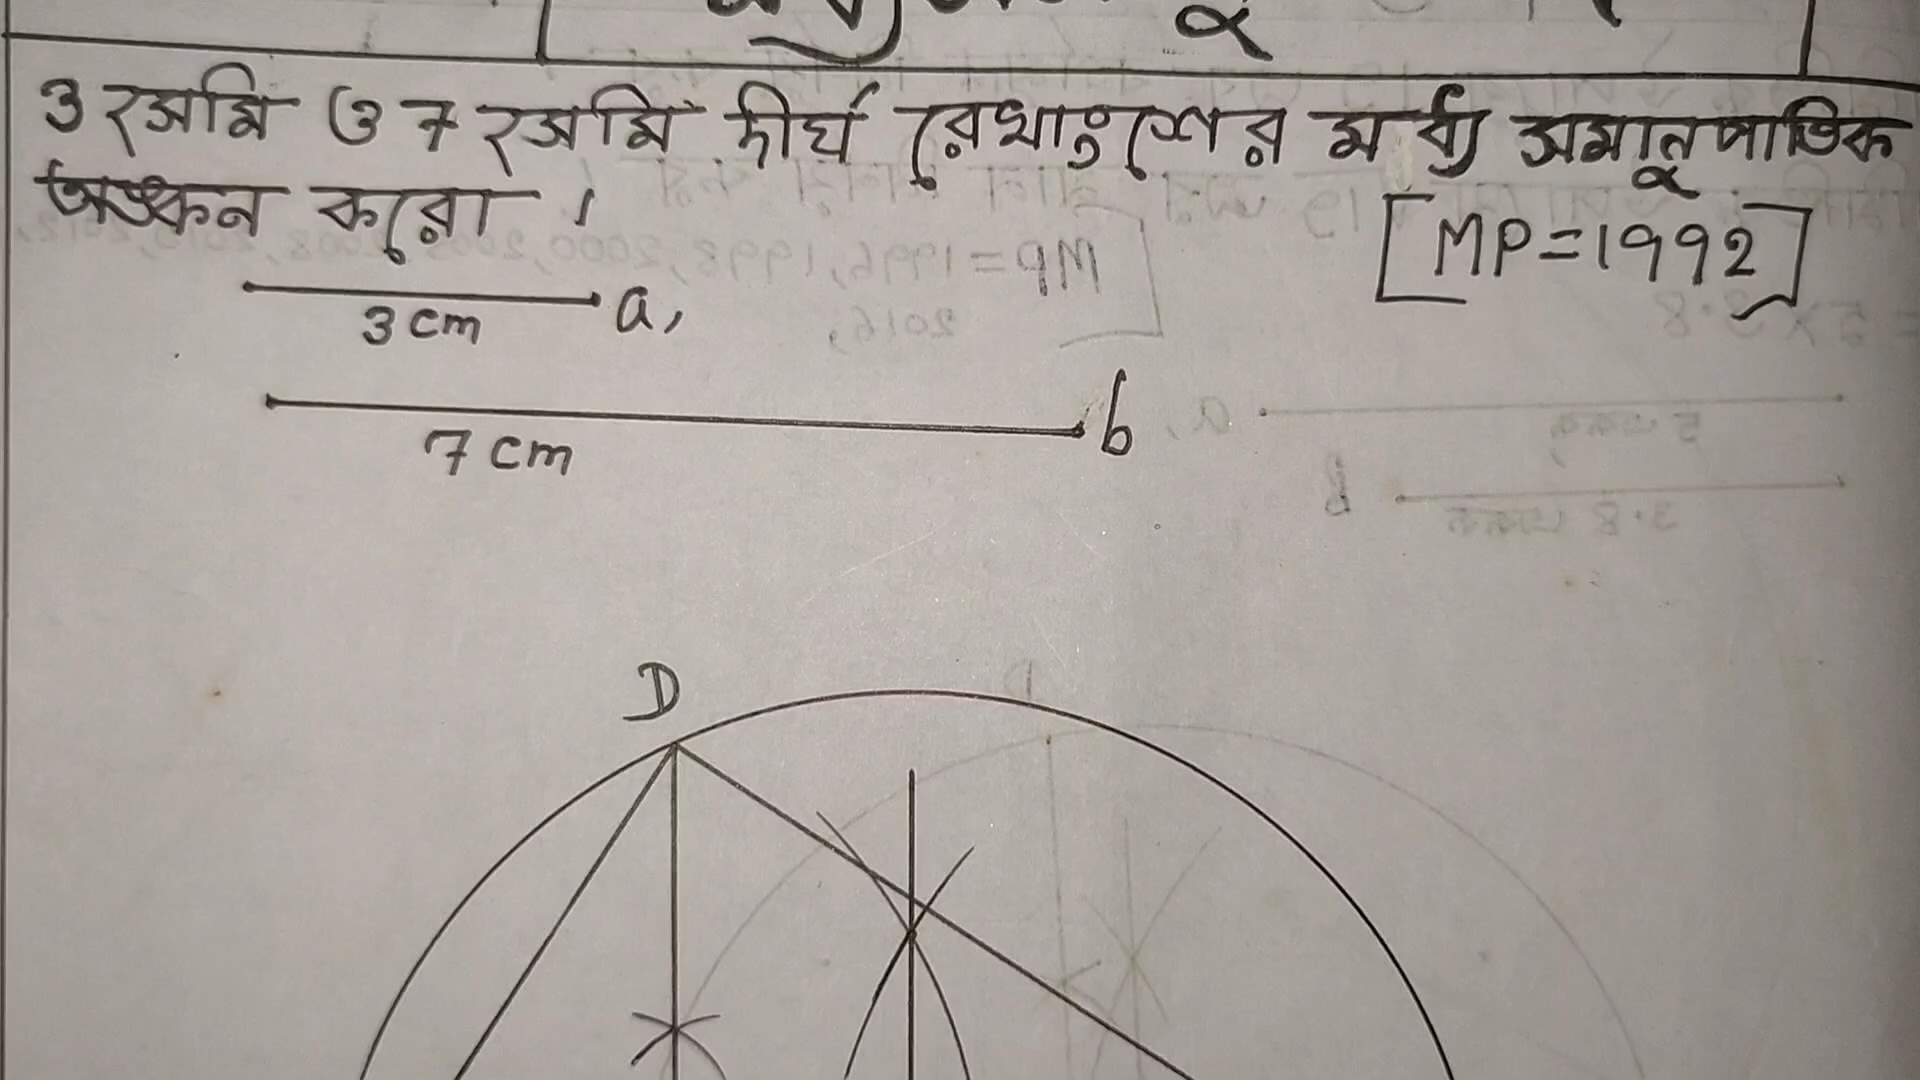 3 সেমি ও 7 সেমি দীর্ঘ রেখাংশের মধ্য সমানুপাতিক
অঙ্কন করো।
[MP=1992]
3 cm a,
7 cm b
D